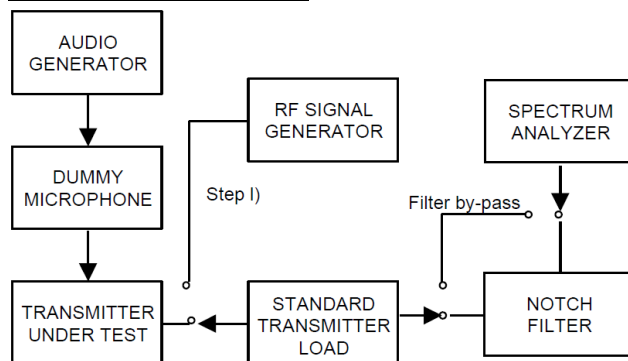 AUDIO
GENERATOR
RF SIGNAL
GENERATOR
SPECTRUM
ANALYZER
DUMMY
MICROPHONE
Step I)
Filter by-pass
TRANSMITTER
UNDER TEST
STANDARD
TRANSMITTER
LOAD
NOTCH
FILTER